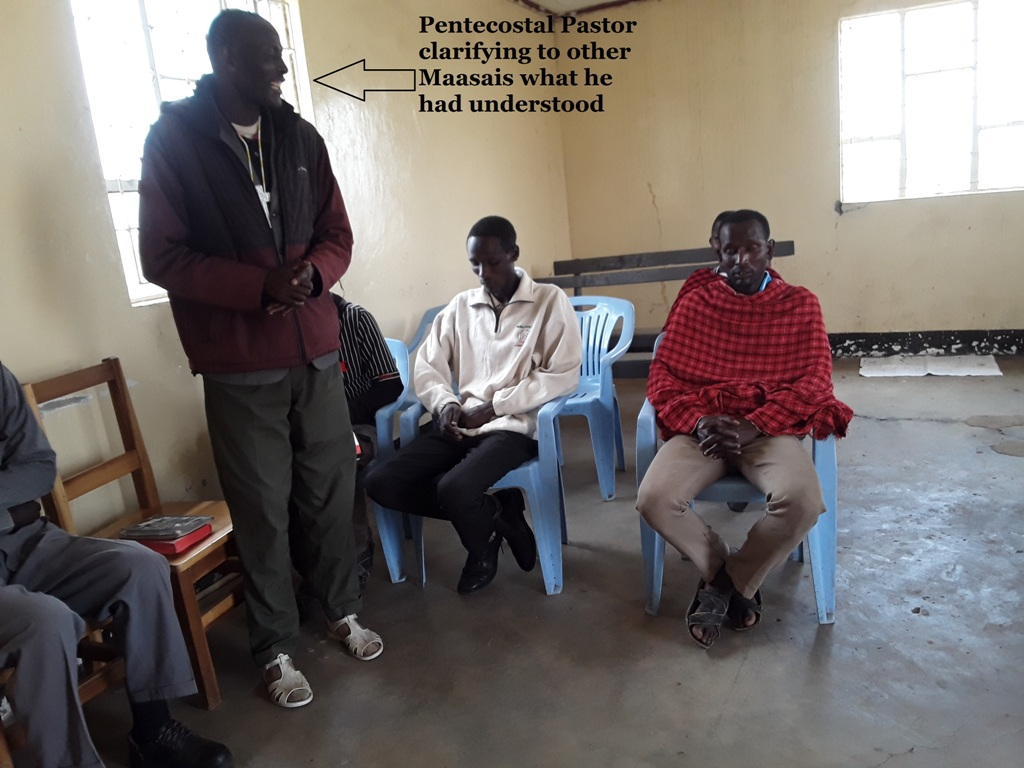 Pentecostal Pastor
clarifying to other
Maasais what he
had understood